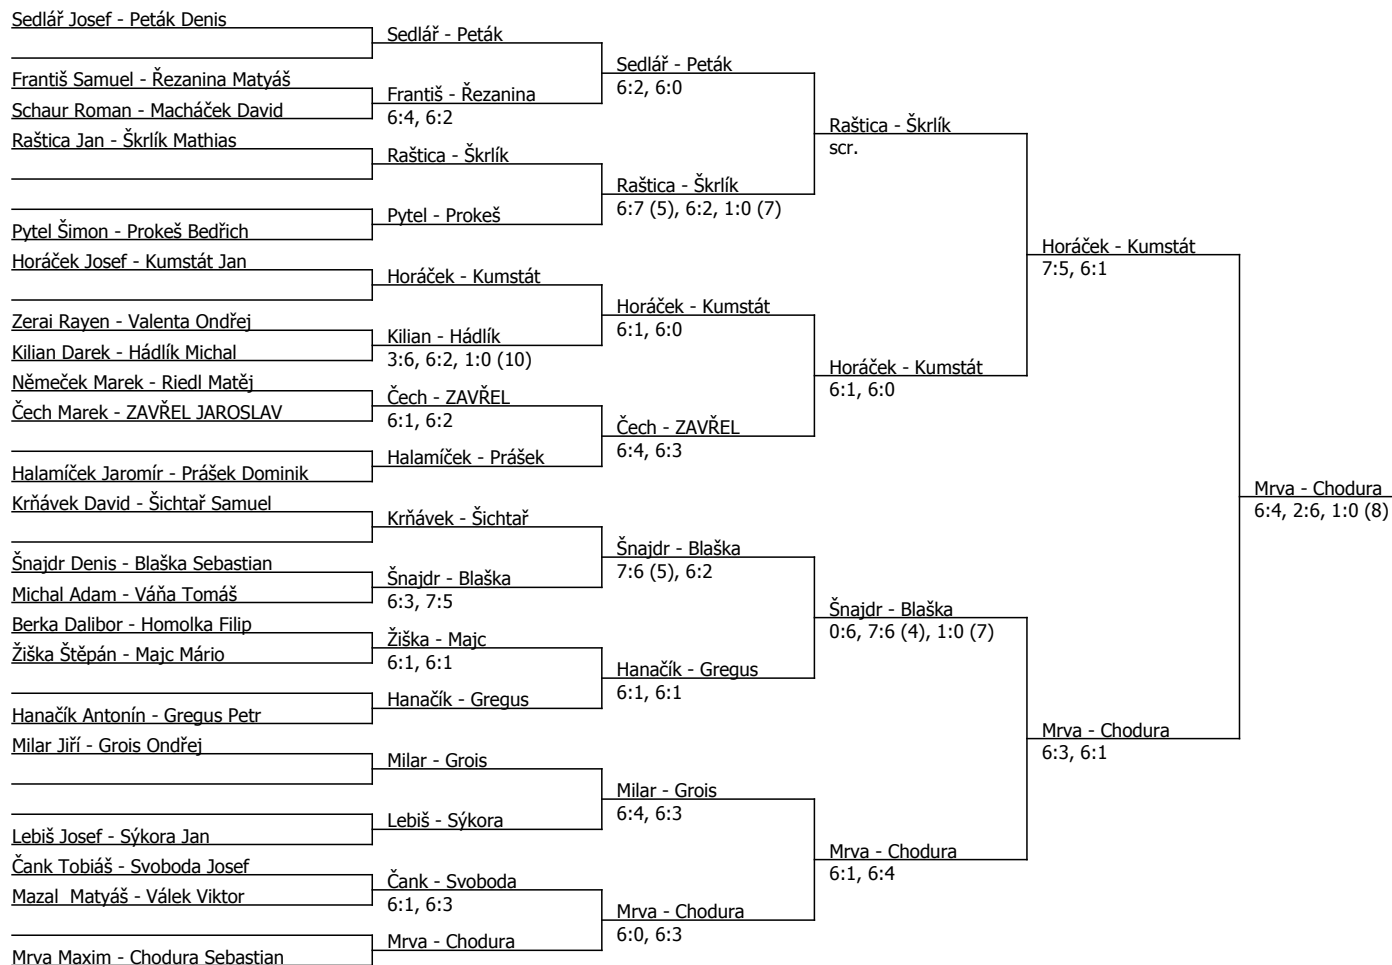 Sedlář Josef - Peták Denis
Františ Samuel - Řezanina Matyáš
Schaur Roman - Macháček David
Raštica Jan - Škrlík Mathias
Pytel Šimon - Prokeš Bedřich
Horáček Josef - Kumstát Jan
Zerai Rayen - Valenta Ondřej
Kilian Darek - Hádlík Michal
Němeček Marek - Riedl Matěj
Čech Marek - ZAVŘEL JAROSLAV
Halamíček Jaromír - Prášek Dominik
Krňávek David - Šichtař Samuel
Šnajdr Denis - Blaška Sebastian
Michal Adam - Váňa Tomáš
Berka Dalibor - Homolka Filip
Žiška Štěpán - Majc Mário
Hanačík Antonín - Gregus Petr
Milar Jiří - Grois Ondřej
Lebiš Josef - Sýkora Jan
Čank Tobiáš - Svoboda Josef
Mazal  Matyáš - Válek Viktor
Mrva Maxim - Chodura Sebastian
Sedlář - Peták
Františ - Řezanina
6:4, 6:2
Raštica - Škrlík
Pytel - Prokeš
Horáček - Kumstát
Kilian - Hádlík
3:6, 6:2, 1:0 (10)
Čech - ZAVŘEL
6:1, 6:2
Halamíček - Prášek
Krňávek - Šichtař
Šnajdr - Blaška
6:3, 7:5
Žiška - Majc
6:1, 6:1
Hanačík - Gregus
Milar - Grois
Lebiš - Sýkora
Čank - Svoboda
6:1, 6:3
Mrva - Chodura
Sedlář - Peták
6:2, 6:0
Raštica - Škrlík
6:7 (5), 6:2, 1:0 (7)
Horáček - Kumstát
6:1, 6:0
Čech - ZAVŘEL
6:4, 6:3
Šnajdr - Blaška
7:6 (5), 6:2
Hanačík - Gregus
6:1, 6:1
Milar - Grois
6:4, 6:3
Mrva - Chodura
6:0, 6:3
Raštica - Škrlík
scr.
Horáček - Kumstát
6:1, 6:0
Šnajdr - Blaška
0:6, 7:6 (4), 1:0 (7)
Mrva - Chodura
6:1, 6:4
Horáček - Kumstát
7:5, 6:1
Mrva - Chodura
6:3, 6:1
Mrva - Chodura
6:4, 2:6, 1:0 (8)